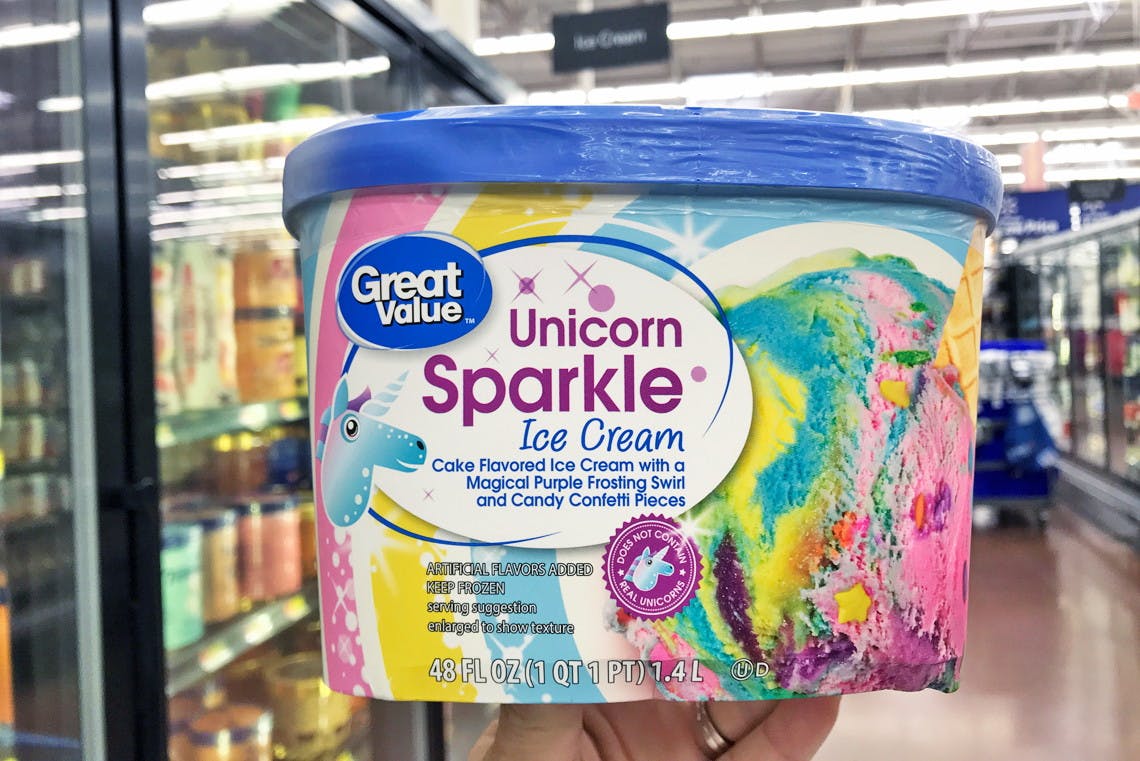 Ice Cream
Great
Value™
Unicorn
Sparkle
Ice Cream
Cake Flavored Ice Cream with a
Magical Purple Frosting Swirl
and Candy Confetti Pieces
DOES NOT CONTAIN
REAL UNICORNS
ARTIFICIAL FLAVORS ADDED
KEEP FROZEN
serving suggestion
enlarged to show texture
48 FL OZ (1 QT 1 PT) 1.4 L
Ⓤ D